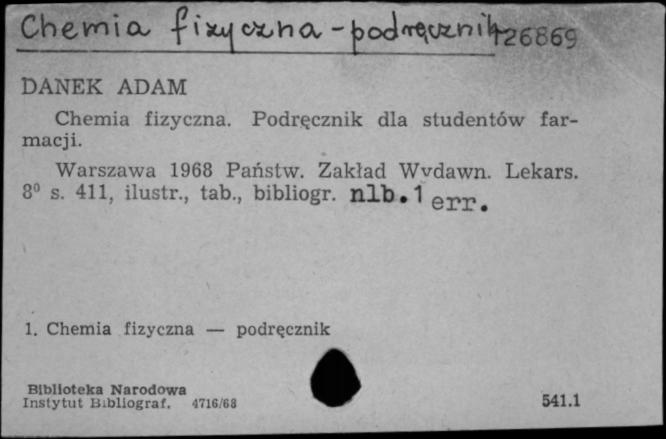 Chemia fizyczna - podręcznik
126869
DANEK ADAM
Chemia fizyczna. Podręcznik dla studentów far-
macji.
Warszawa 1968 Państw. Zakład Wydawn. Lekars.
8⁰ s. 411, ilustr., tab., bibliogr. nlb.1 err.
1. Chemia fizyczna — podręcznik
Biblioteka Narodowa
Instytut Bibliograf. 4716/68
541.1